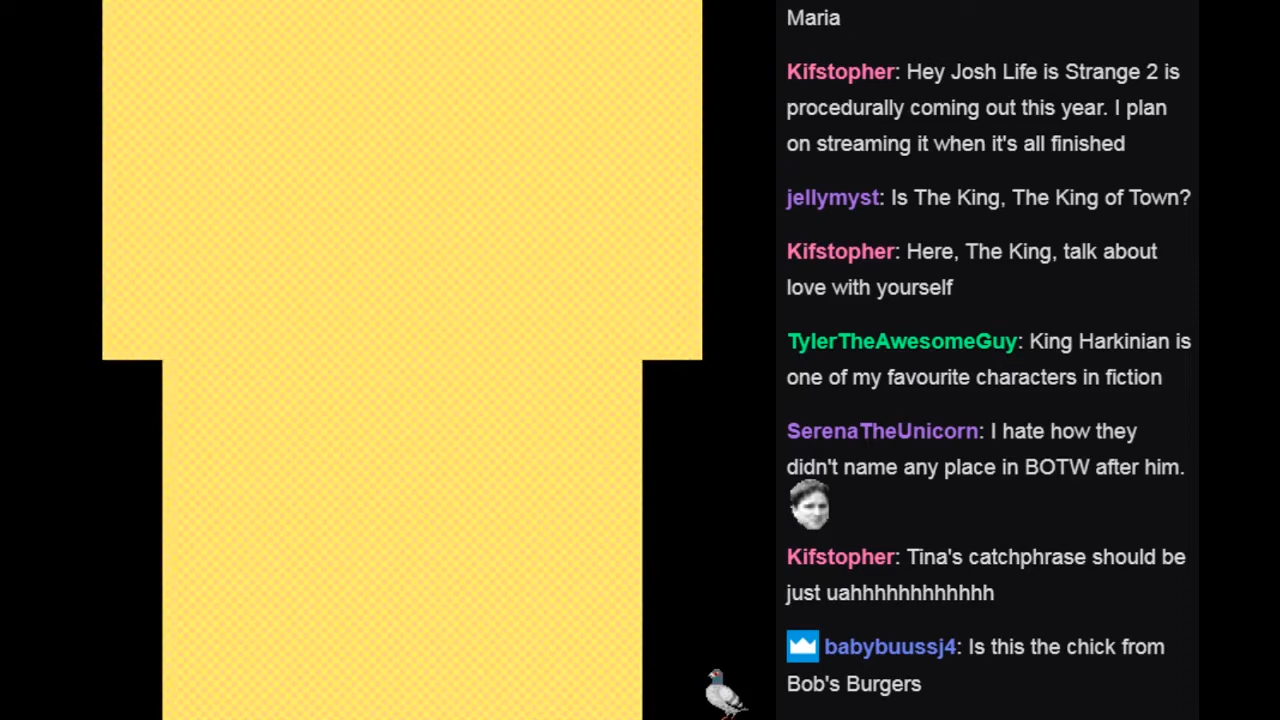 Maria
Kifstopher: Hey Josh Life is Strange 2 is
procedurally coming out this year. I plan
on streaming it when it's all finished
jellymyst: Is The King, The King of Town?
Kifstopher: Here, The King, talk about
love with yourself
TylerTheAwesomeGuy: King Harkinian is
one of my favourite characters in fiction
SerenaTheUnicorn: I hate how they
didn't name any place in BOTW after him.
Kifstopher: Tina's catchphrase should be
just uahhhhhhhhhhhh
babybuussj4: Is this the chick from
Bob's Burgers